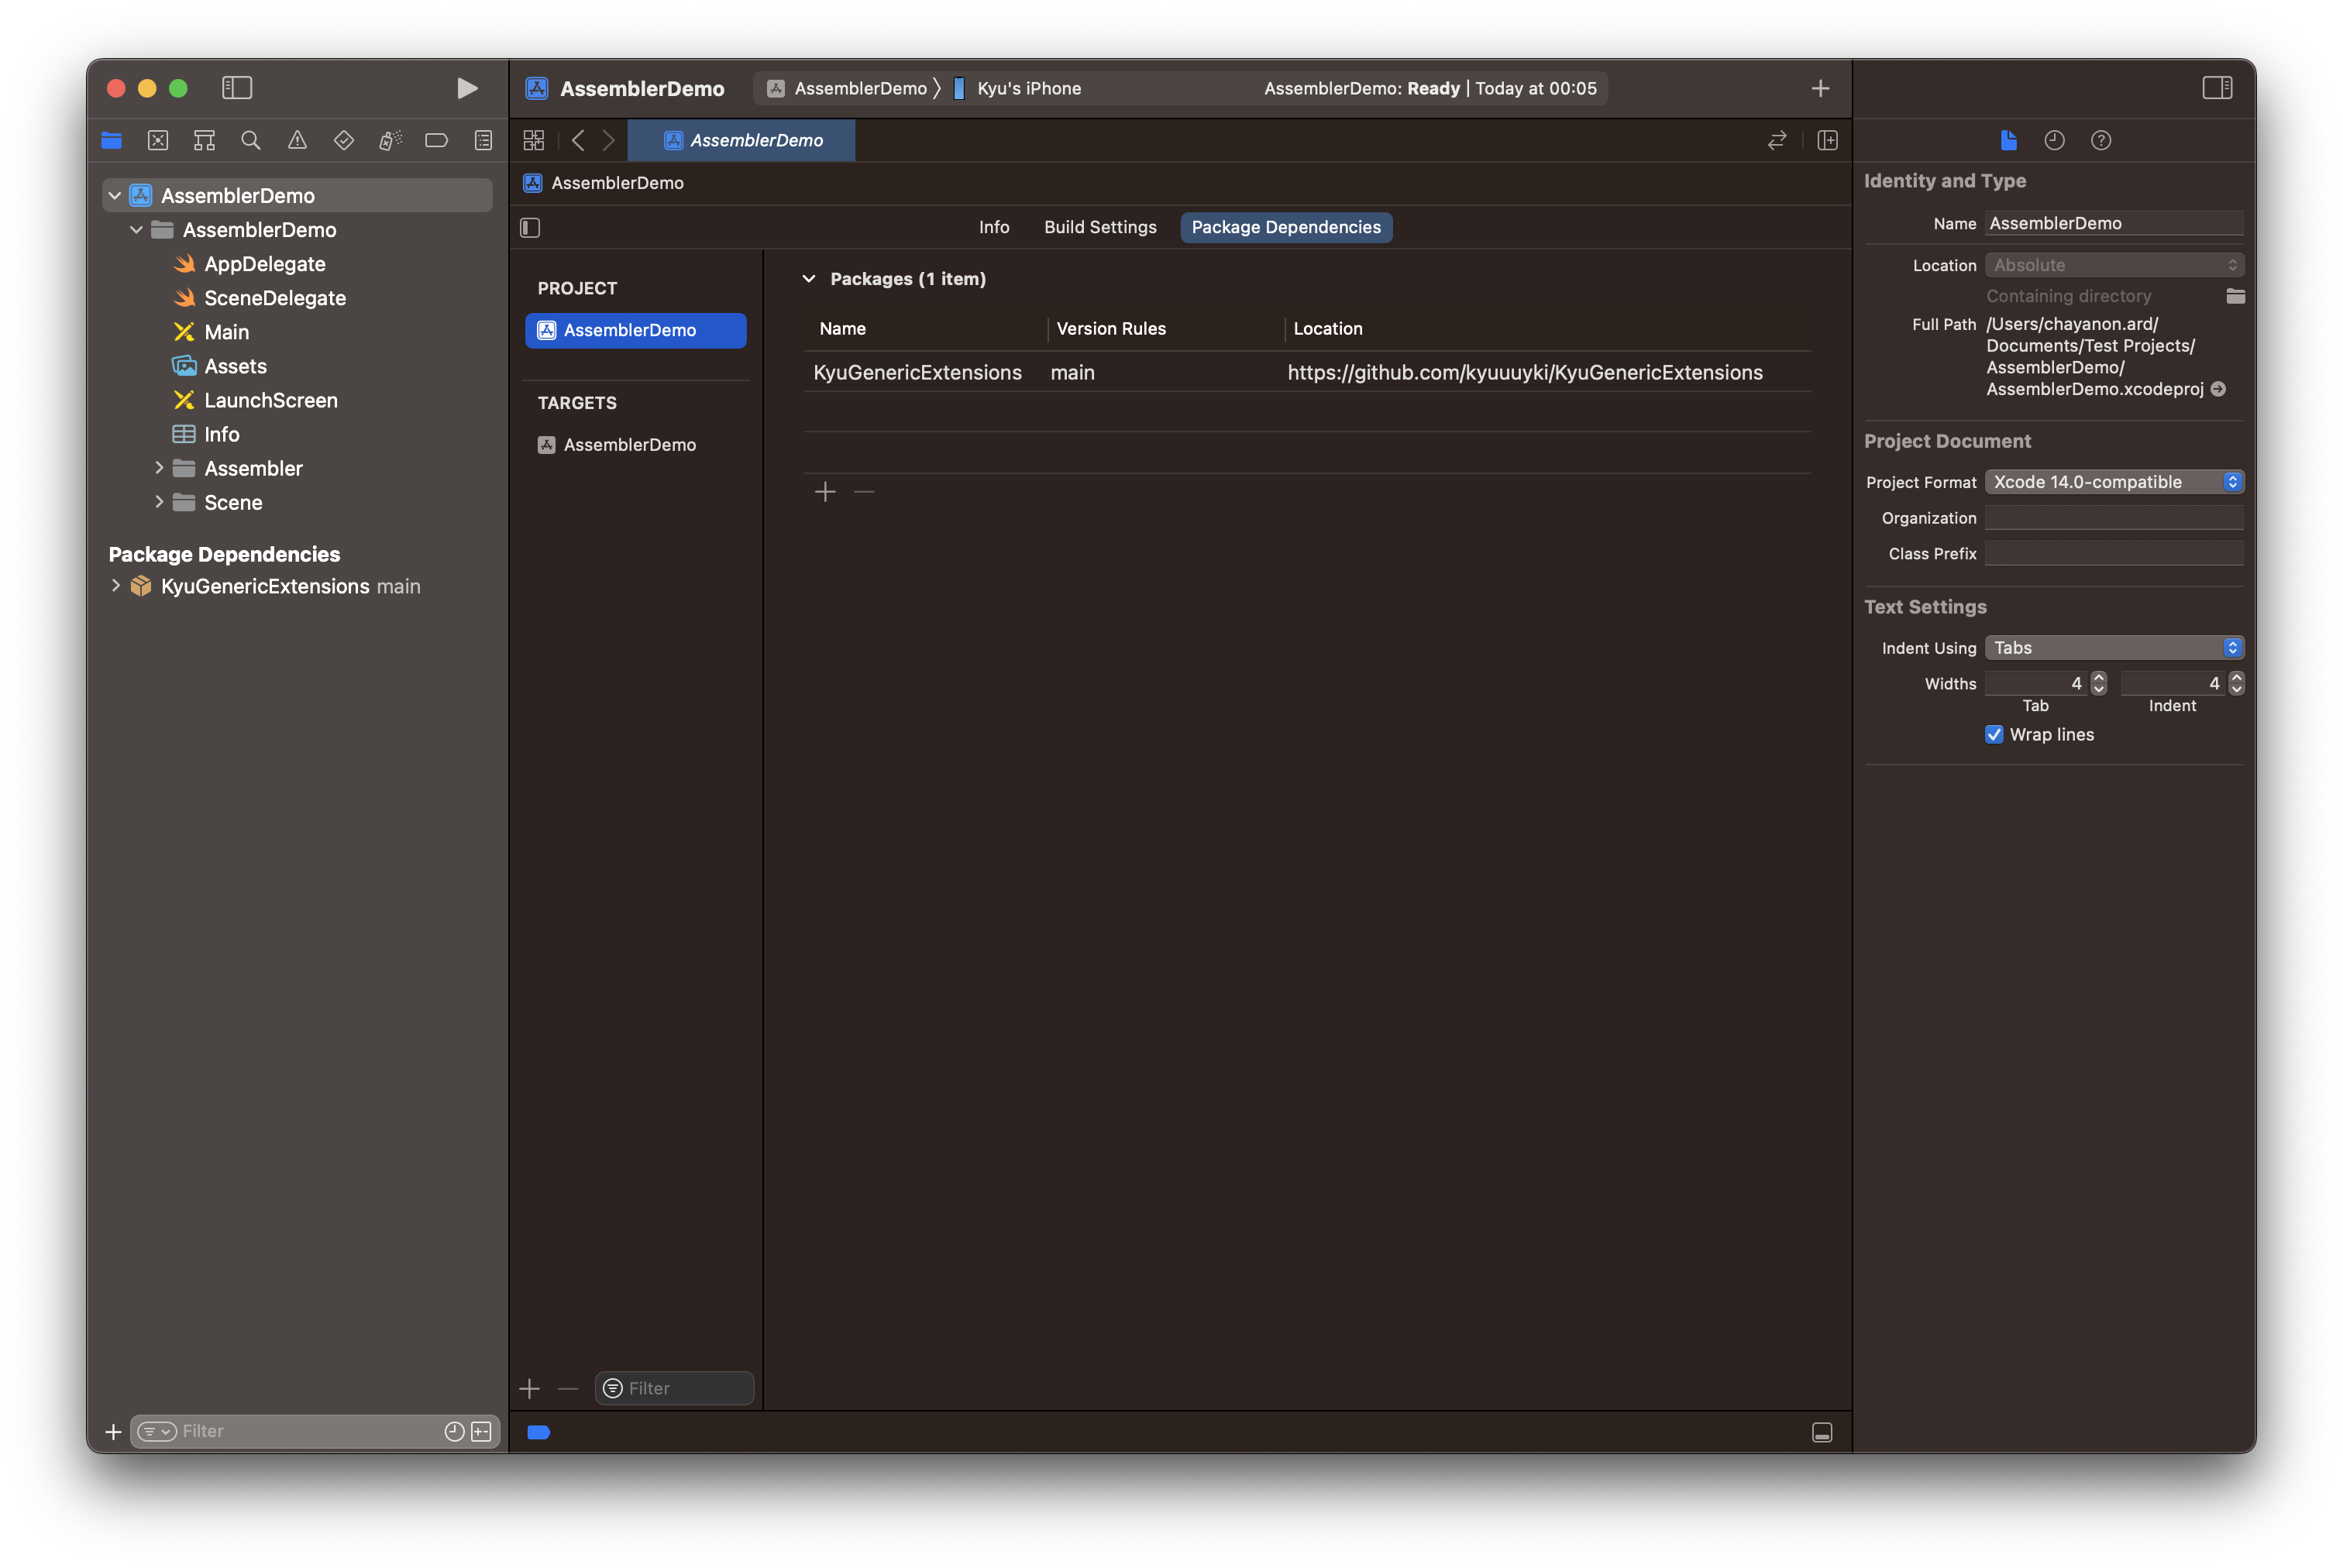 AssemblerDemo
AssemblerDemo
Kyu's iPhone
AssemblerDemo: Ready | Today at 00:05
AssemblerDemo
AssemblerDemo
AssemblerDemo
AppDelegate
SceneDelegate
Main
Assets
LaunchScreen
Info
Assembler
Scene
Package Dependencies
KyuGenericExtensions main
Filter
AssemblerDemo
Info
Build Settings
Package Dependencies
PROJECT
AssemblerDemo
TARGETS
AssemblerDemo
Filter
Packages (1 item)
Name
Version Rules
Location
KyuGenericExtensions
main
https://github.com/kyuuuyki/KyuGenericExtensions
Identity and Type
Name AssemblerDemo
Location Absolute
Containing directory
Full Path /Users/chayanon.ard/
Documents/Test Projects/
AssemblerDemo/
AssemblerDemo.xcodeproj
Project Document
Project Format Xcode 14.0-compatible
Organization
Class Prefix
Text Settings
Indent Using Tabs
Widths 4 4
Tab Indent
Wrap lines